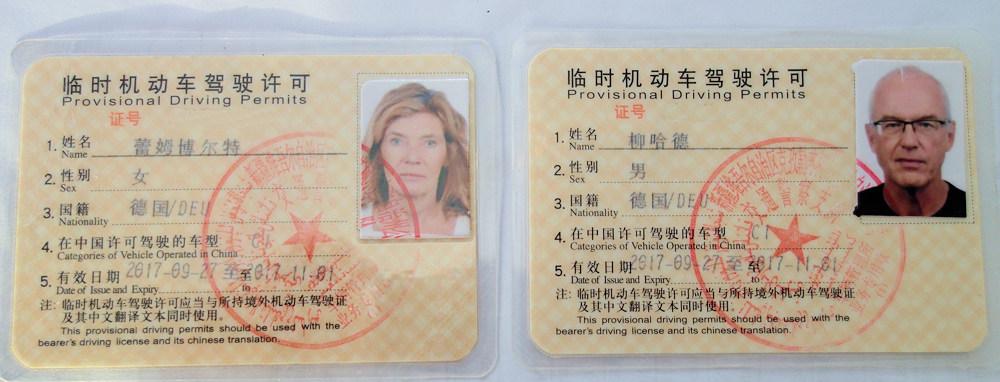 临时机动车驾驶许可
Provisional Driving Permits
证号
1. 姓名 蕾姆博尔特
Name
2. 性别 女
Sex
3. 国籍 德国/DEU
Nationality
4. 在中国许可驾驶的车型 C1
Categories of Vehicle Operated in China
5. 有效日期 2017-09-27 至 2017-11-01
Date of Issue and Expiry to
注: 临时机动车驾驶许可应当与所持境外机动车驾驶证
及其中文翻译文本同时使用。
This provisional driving permits should be used with the
bearer's driving license and its chinese translation.
临时机动车驾驶许可
Provisional Driving Permits
证号
1. 姓名 柳哈德
Name
2. 性别 男
Sex
3. 国籍 德国/DEU
Nationality
4. 在中国许可驾驶的车型 C1
Categories of Vehicle Operated in China
5. 有效日期 2017-09-27 至 2017-11-01
Date of Issue and Expiry to
注: 临时机动车驾驶许可应当与所持境外机动车驾驶证
及其中文翻译文本同时使用。
This provisional driving permits should be used with the
bearer's driving license and its chinese translation.